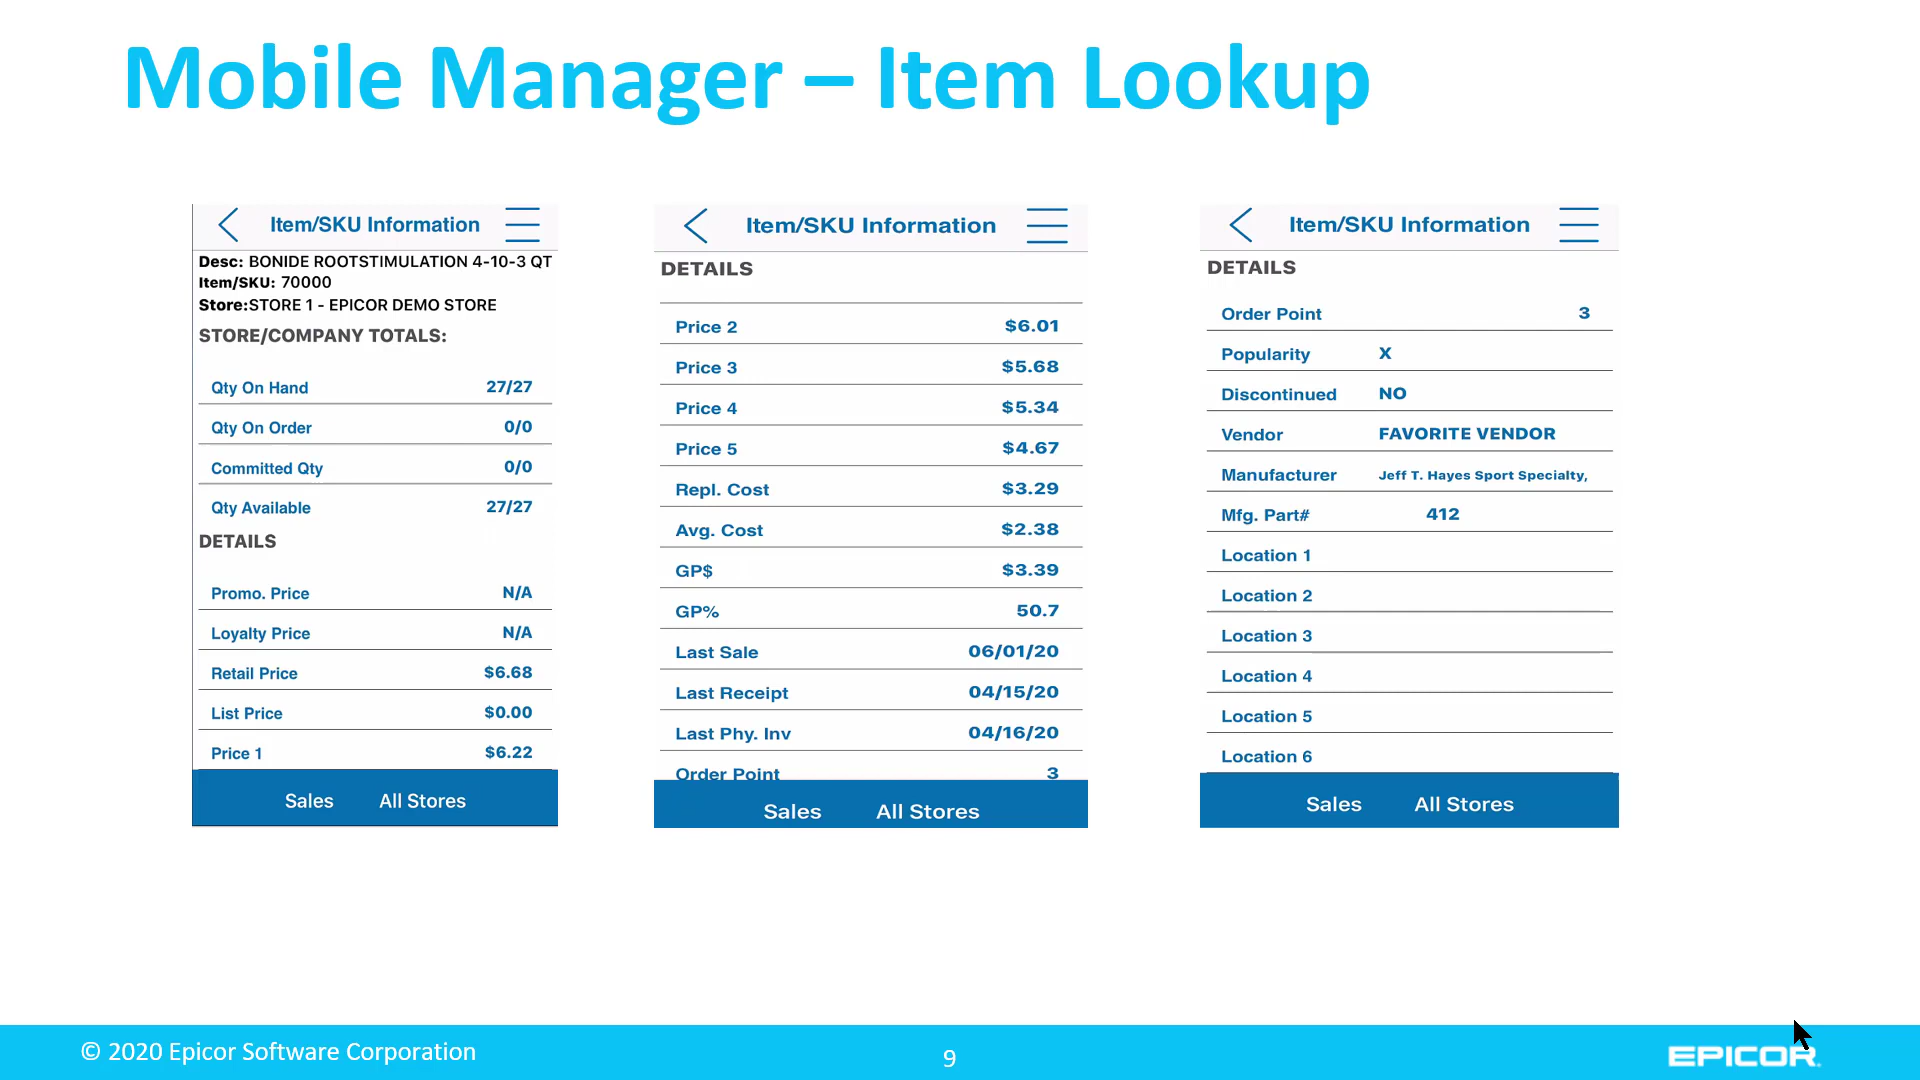 Mobile Manager – Item Lookup
Item/SKU Information
Desc: BONIDE ROOTSTIMULATION 4-10-3 QT
Item/SKU: 70000
Store:STORE 1 - EPICOR DEMO STORE
STORE/COMPANY TOTALS:
Qty On Hand 27/27
Qty On Order 0/0
Committed Qty 0/0
Qty Available 27/27
DETAILS
Promo. Price N/A
Loyalty Price N/A
Retail Price $6.68
List Price $0.00
Price 1 $6.22
Sales All Stores
Item/SKU Information
DETAILS
Price 2 $6.01
Price 3 $5.68
Price 4 $5.34
Price 5 $4.67
Repl. Cost $3.29
Avg. Cost $2.38
GP$ $3.39
GP% 50.7
Last Sale 06/01/20
Last Receipt 04/15/20
Last Phy. Inv 04/16/20
Order Point 3
Sales All Stores
Item/SKU Information
DETAILS
Order Point 3
Popularity X
Discontinued NO
Vendor FAVORITE VENDOR
Manufacturer Jeff T. Hayes Sport Specialty,
Mfg. Part# 412
Location 1
Location 2
Location 3
Location 4
Location 5
Location 6
Sales All Stores
© 2020 Epicor Software Corporation
9
EPICOR